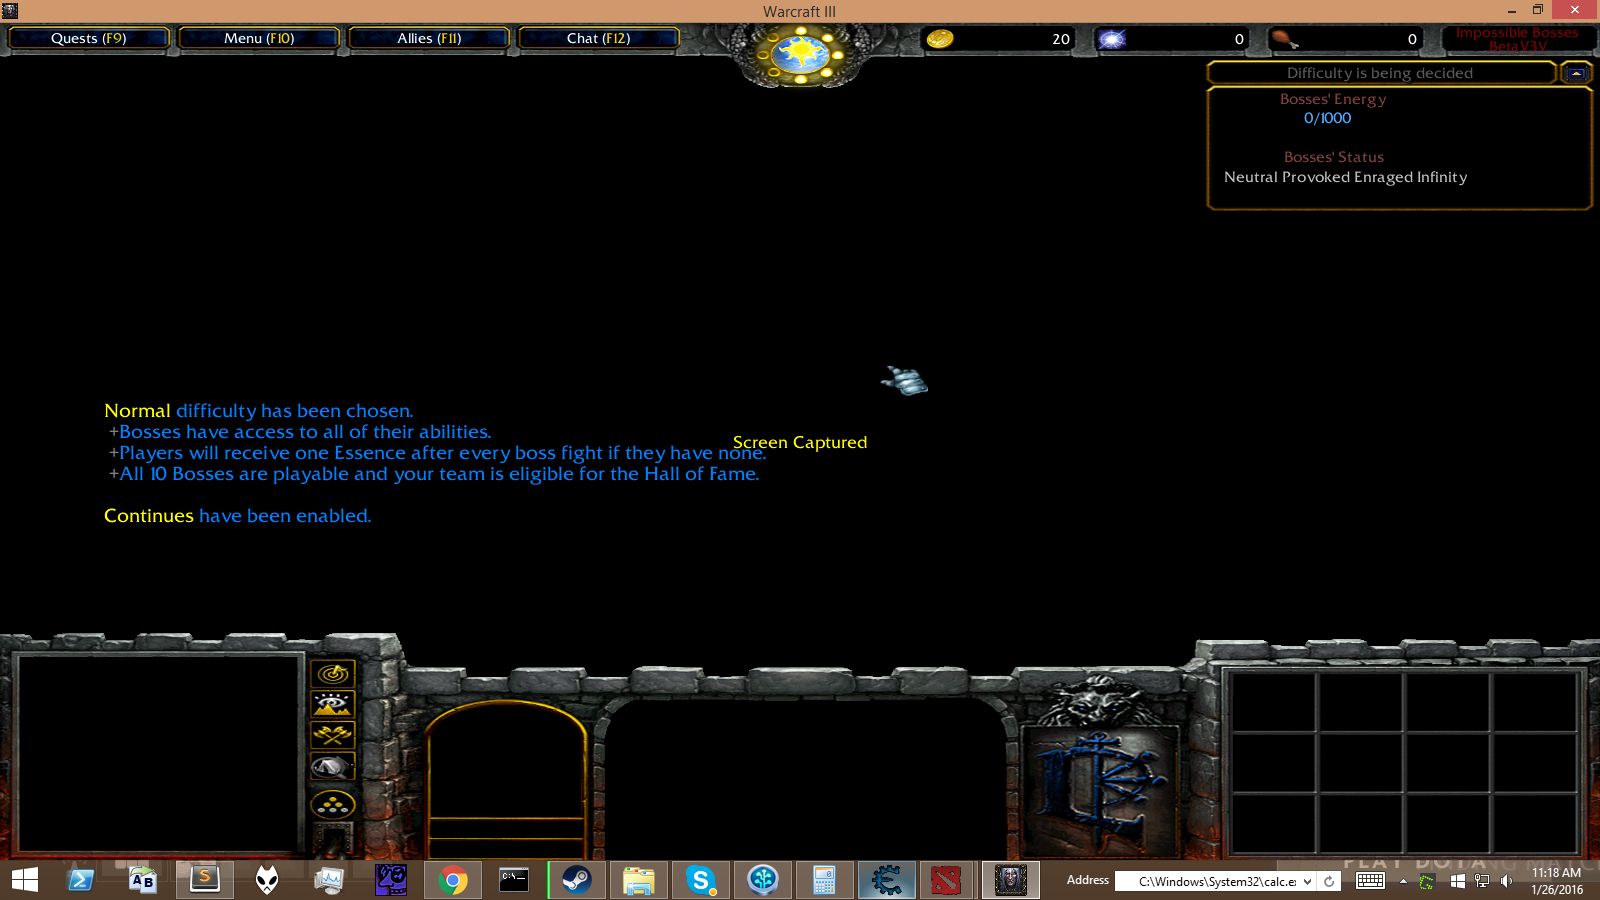 Warcraft III
Quests (F9)
Menu (F10)
Allies (F11)
Chat (F12)
20
0
0
Impossible Bosses
BetaV3V
Difficulty is being decided
Bosses' Energy
0/1000
Bosses' Status
Neutral Provoked Enraged Infinity
Normal difficulty has been chosen.
+Bosses have access to all of their abilities.
Screen Captured
+Players will receive one Essence after every boss fight if they have none.
+All 10 Bosses are playable and your team is eligible for the Hall of Fame.
Continues have been enabled.
PLAY DOTA
Address
C:\Windows\System32\calc.ex
11:18 AM
1/26/2016